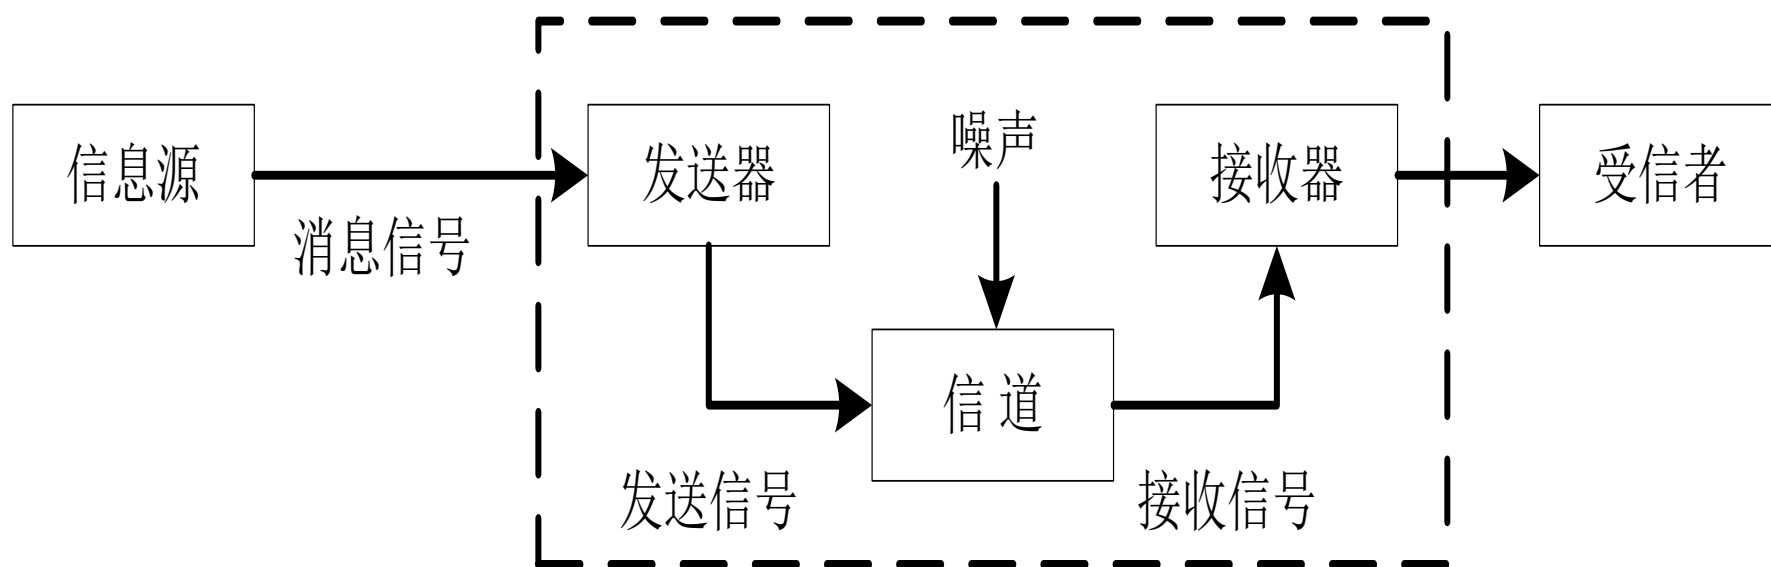 信息源
发送器
噪声
接收器
受信者
消息信号
信道
发送信号
接收信号